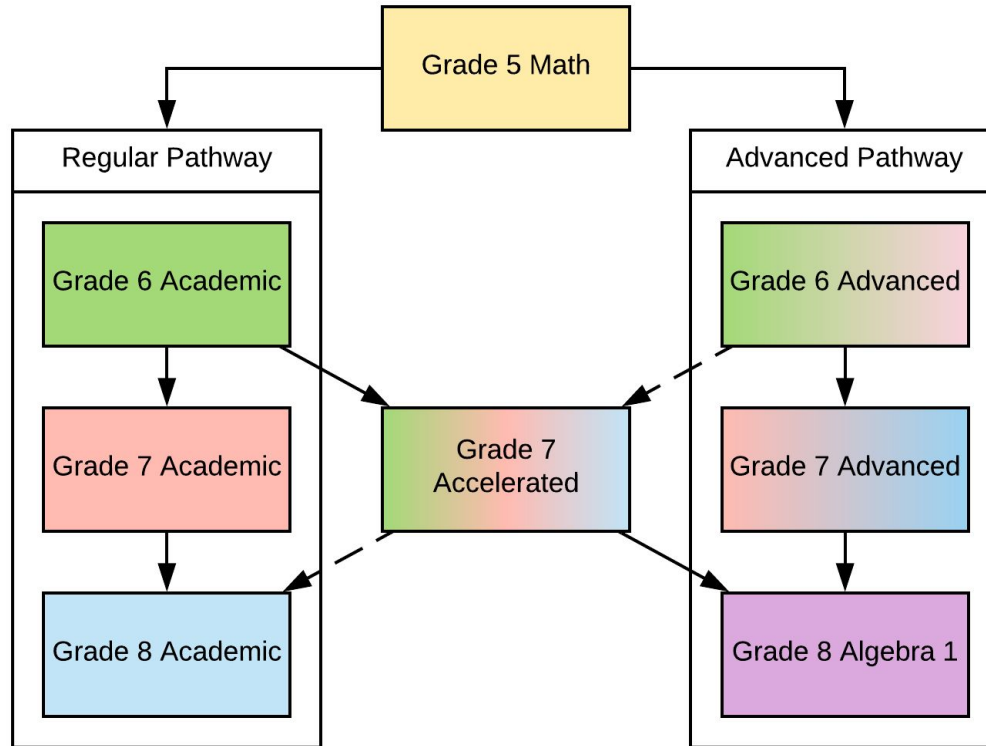 Grade 5 Math
Regular Pathway
Advanced Pathway
Grade 6 Academic
Grade 6 Advanced
Grade 7 Academic
Grade 7
Accelerated
Grade 7 Advanced
Grade 8 Academic
Grade 8 Algebra 1